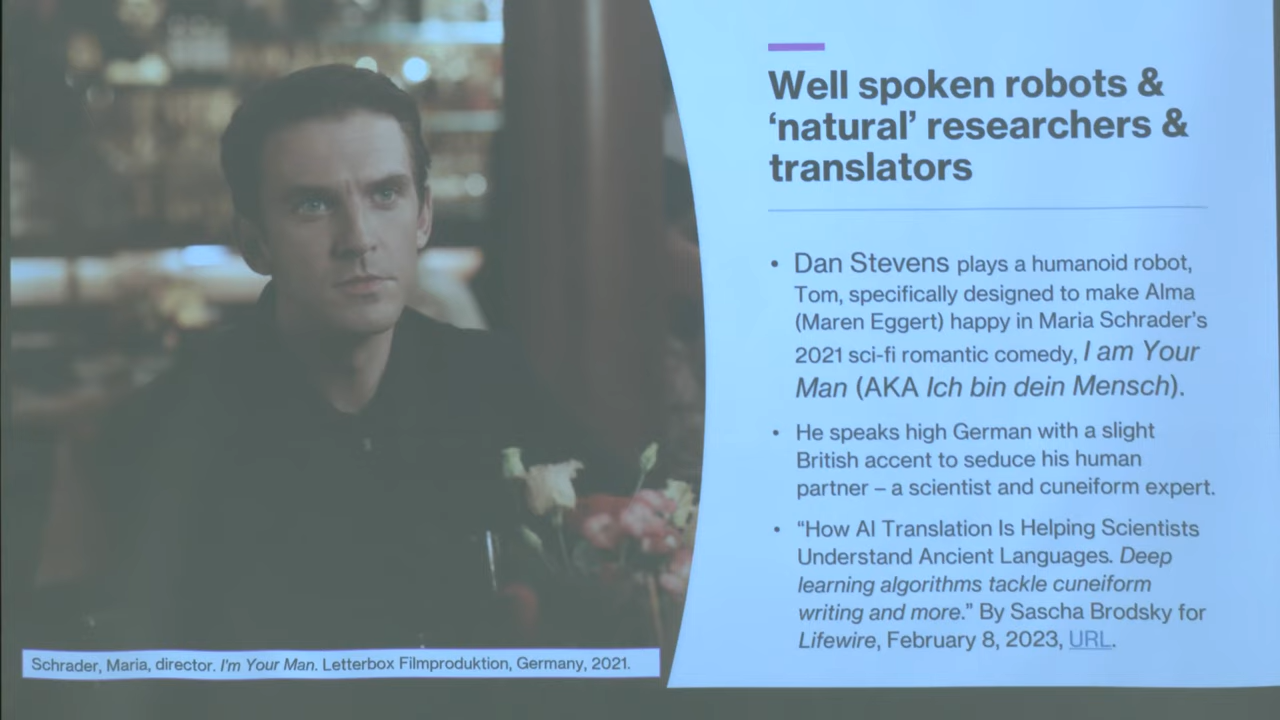 Well spoken robots &
‘natural’ researchers &
translators
• Dan Stevens plays a humanoid robot,
Tom, specifically designed to make Alma
(Maren Eggert) happy in Maria Schrader’s
2021 sci-fi romantic comedy, I am Your
Man (AKA Ich bin dein Mensch).
• He speaks high German with a slight
British accent to seduce his human
partner – a scientist and cuneiform expert.
• “How AI Translation Is Helping Scientists
Understand Ancient Languages. Deep
learning algorithms tackle cuneiform
writing and more.” By Sascha Brodsky for
Lifewire, February 8, 2023, URL.
Schrader, Maria, director. I'm Your Man. Letterbox Filmproduktion, Germany, 2021.